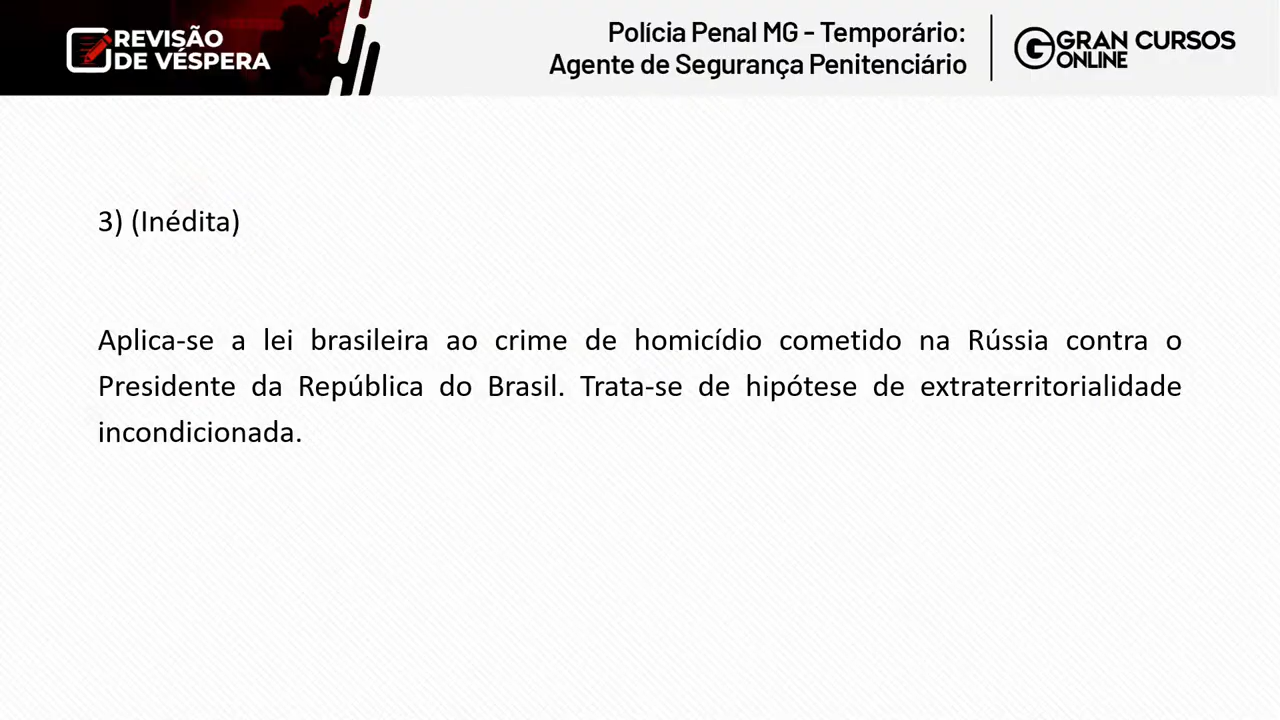 REVISÃO
DE VÉSPERA
Polícia Penal MG - Temporário:
Agente de Segurança Penitenciário
GRAN CURSOS
ONLINE
3) (Inédita)
Aplica-se a lei brasileira ao crime de homicídio cometido na Rússia contra o
Presidente da República do Brasil. Trata-se de hipótese de extraterritorialidade
incondicionada.